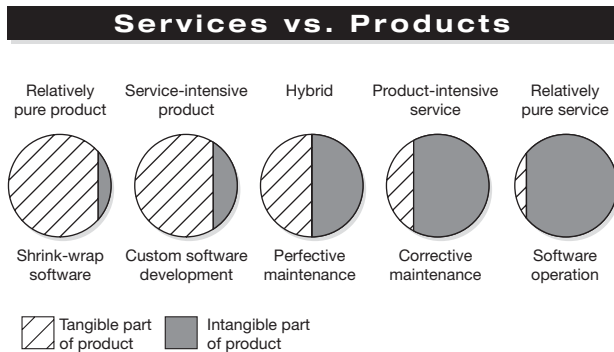 Services vs. Products
Relatively
pure product
Service-intensive
product
Hybrid
Product-intensive
service
Relatively
pure service
Shrink-wrap
software
Custom software
development
Perfective
maintenance
Corrective
maintenance
Software
operation
Tangible part
of product
Intangible part
of product